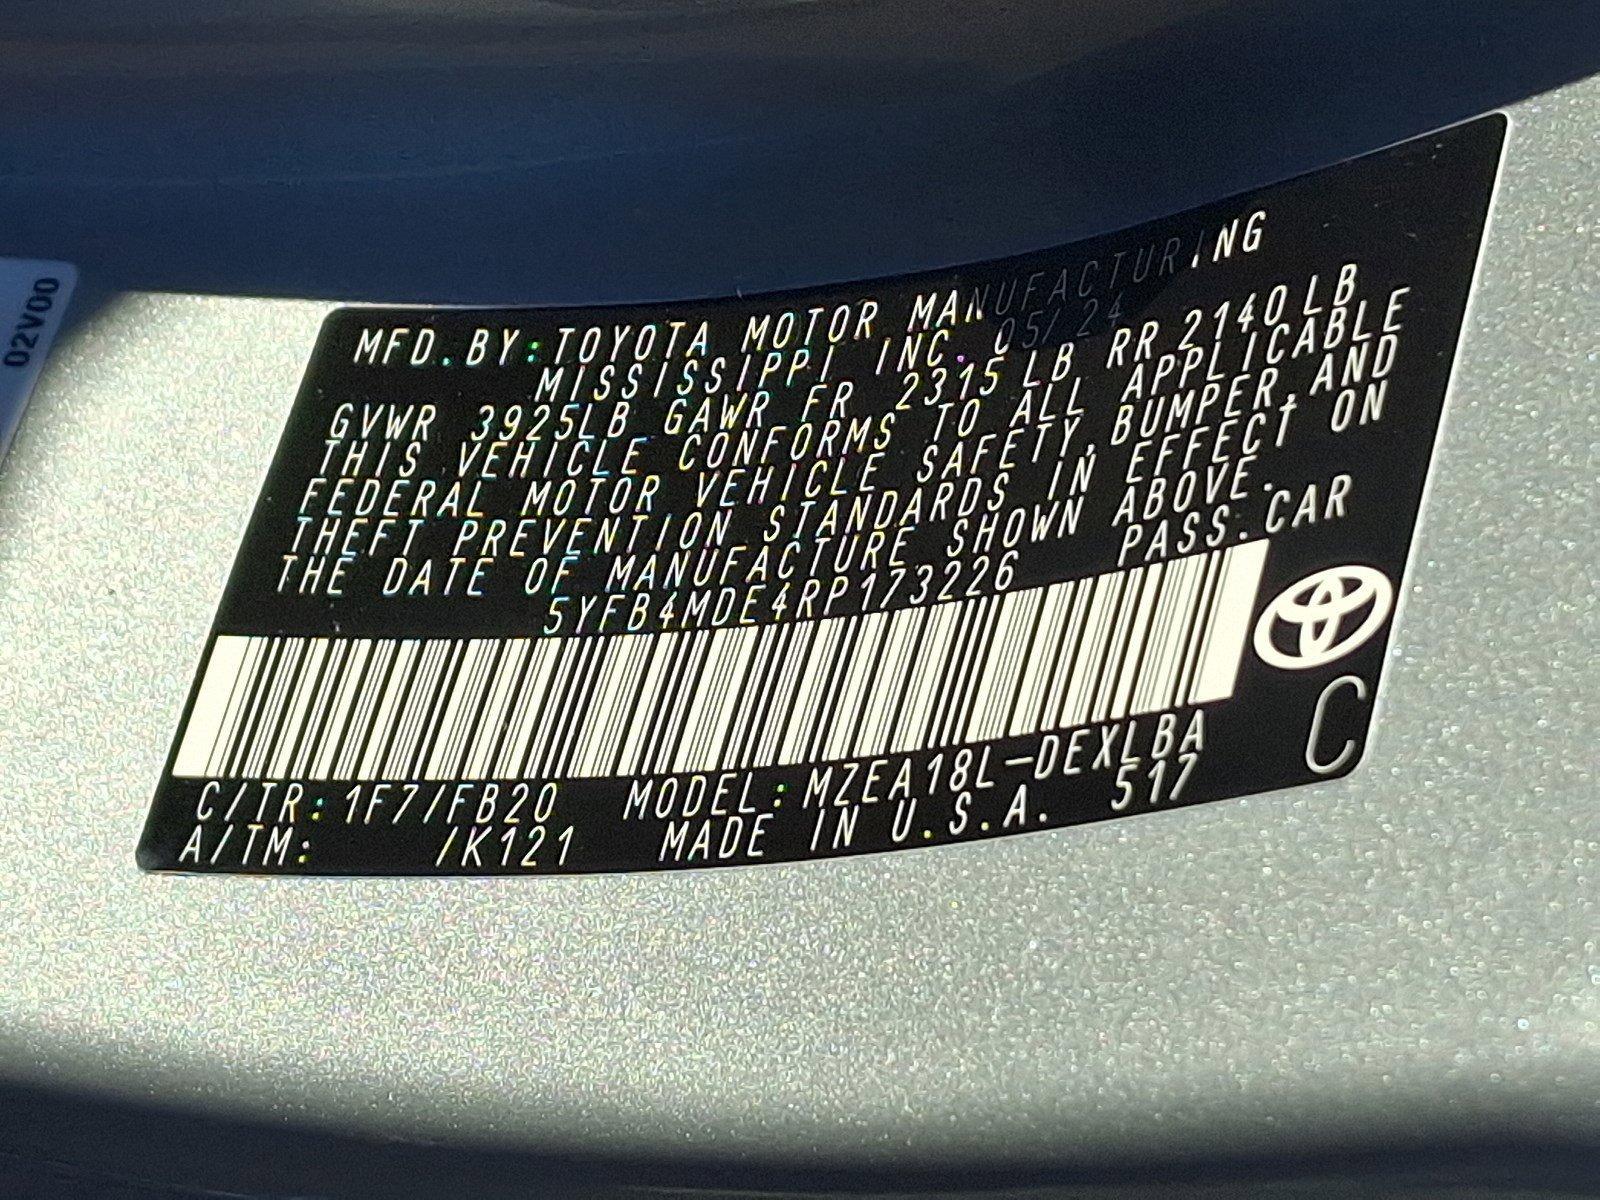 02V00
MFD.BY:TOYOTA MOTOR MANUFACTURING
MISSISSIPPI INC. 05/24
GVWR 3925LB GAWR FR 2315LB RR 2140LB
THIS VEHICLE CONFORMS TO ALL APPLICABLE
FEDERAL MOTOR VEHICLE SAFETY, BUMPER, AND
THEFT PREVENTION STANDARDS IN EFFECT ON
THE DATE OF MANUFACTURE SHOWN ABOVE.
5YFB4MDE4RP173226 PASS.CAR
C/TR:1F7/FB20 MODEL:MZEA18L-DEXLBA
A/TM: /K121 MADE IN U.S.A. 517
C